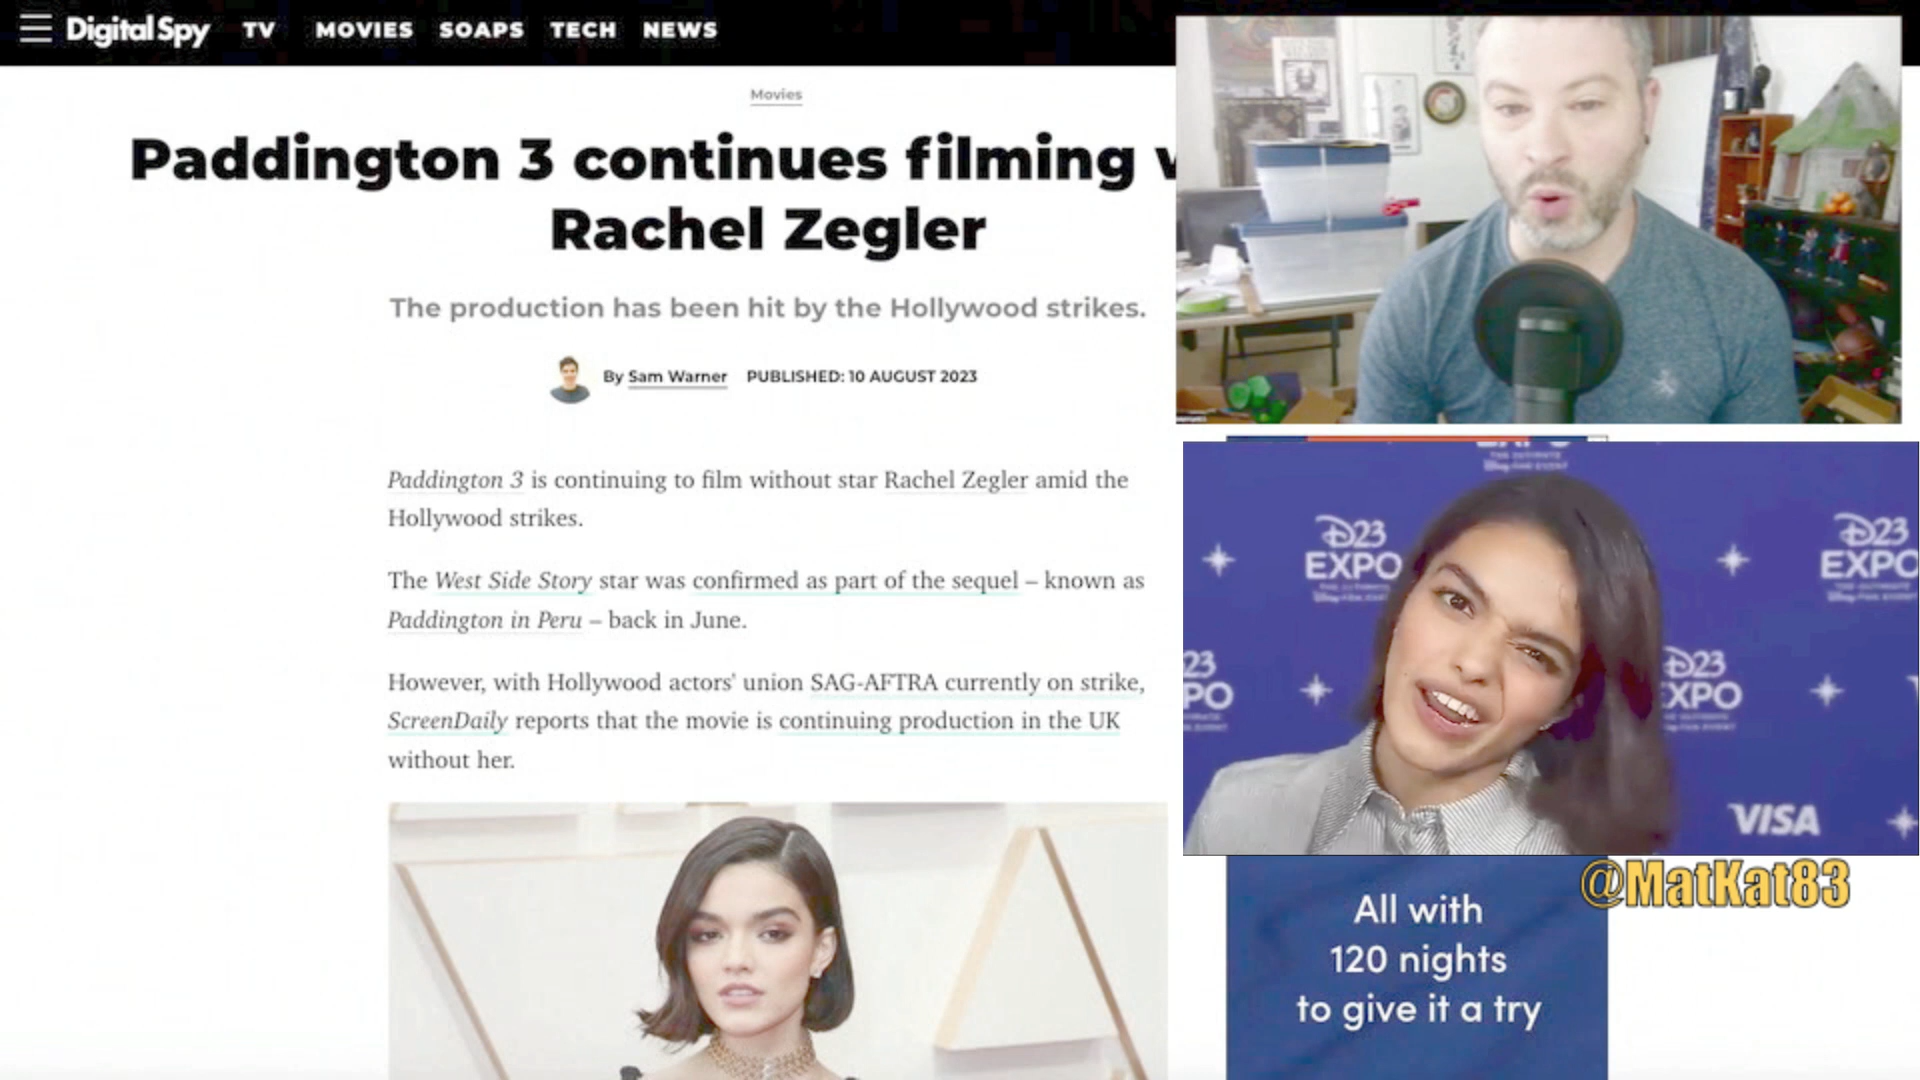 Digital Spy TV MOVIES SOAPS TECH NEWS
Movies
Paddington 3 continues filming
Rachel Zegler
The production has been hit by the Hollywood strikes.
By Sam Warner PUBLISHED: 10 AUGUST 2023
Paddington 3 is continuing to film without star Rachel Zegler amid the
Hollywood strikes.
The West Side Story star was confirmed as part of the sequel – known as
Paddington in Peru – back in June.
However, with Hollywood actors' union SAG-AFTRA currently on strike,
ScreenDaily reports that the movie is continuing production in the UK
without her.
D23
EXPO
D23
EXPO
D23
EXPO
VISA
@MatKat83
All with
120 nights
to give it a try